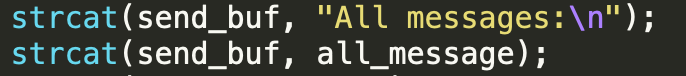 strcat(send_buf, "All messages:\n");
strcat(send_buf, all_message);